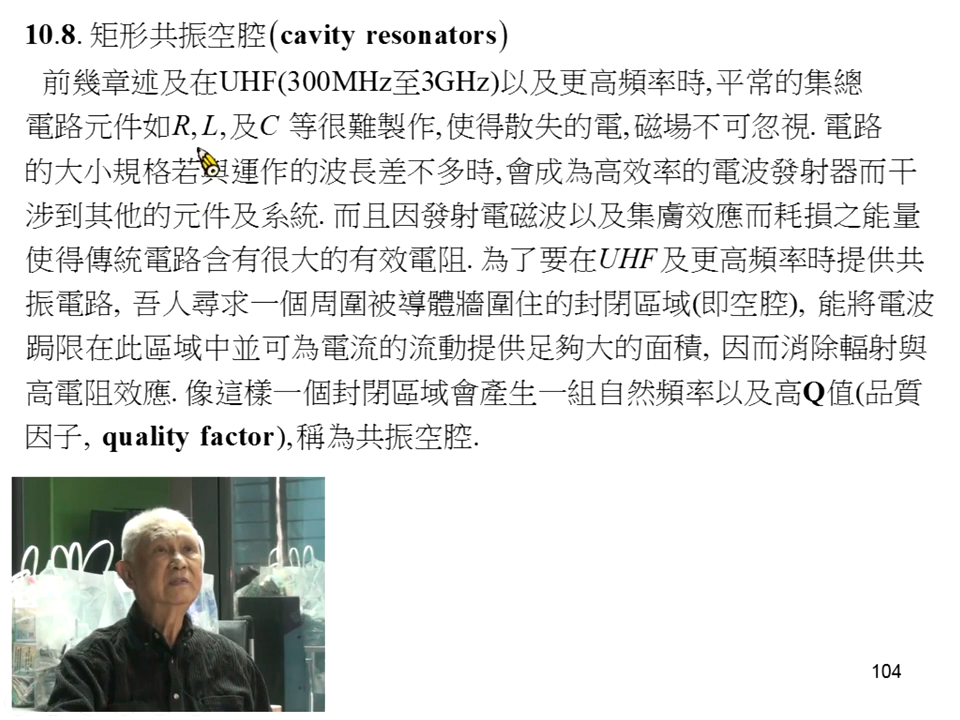 10.8. 矩形共振空腔(cavity resonators)
前幾章述及在UHF(300MHz至3GHz)以及更高頻率時,平常的集總
電路元件如R, L,及C 等很難製作,使得散失的電,磁場不可忽視. 電路
的大小規格若與運作的波長差不多時,會成為高效率的電波發射器而干
涉到其他的元件及系統. 而且因發射電磁波以及集膚效應而耗損之能量
使得傳統電路含有很大的有效電阻. 為了要在UHF及更高頻率時提供共
振電路, 吾人尋求一個周圍被導體牆圍住的封閉區域(即空腔), 能將電波
跼限在此區域中並可為電流的流動提供足夠大的面積, 因而消除輻射與
高電阻效應. 像這樣一個封閉區域會產生一組自然頻率以及高Q值(品質
因子, quality factor),稱為共振空腔.
104